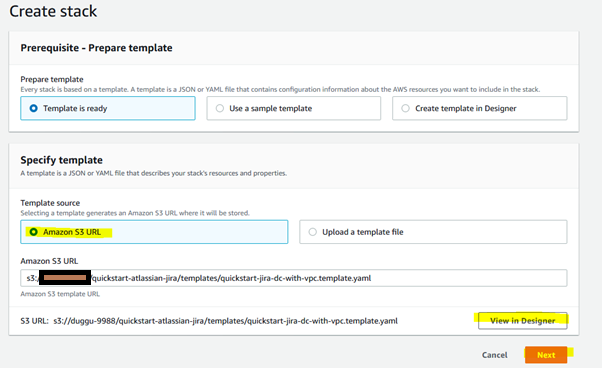 Create stack
Prerequisite - Prepare template
Prepare template
Every stack is based on a template. A template is a JSON or YAML file that contains configuration information about the AWS resources you want to include in the stack.
Template is ready
Use a sample template
Create template in Designer
Specify template
A template is a JSON or YAML file that describes your stack's resources and properties.
Template source
Selecting a template generates an Amazon S3 URL where it will be stored.
Amazon S3 URL
Upload a template file
Amazon S3 URL
s3:/ /quickstart-atlassian-jira/templates/quickstart-jira-dc-with-vpc.template.yaml
Amazon S3 template URL
S3 URL: s3://duggu-9988/quickstart-atlassian-jira/templates/quickstart-jira-dc-with-vpc.template.yaml
View in Designer
Cancel
Next